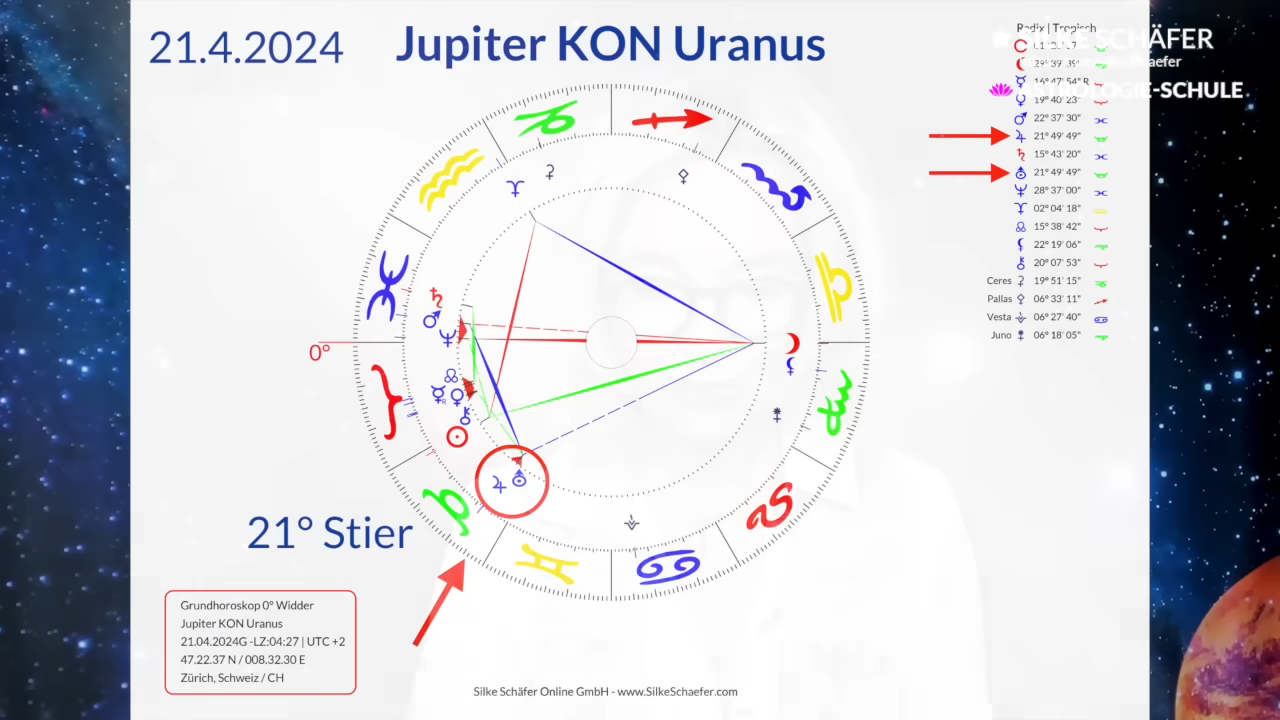 21.4.2024
Jupiter KON Uranus
Radix | Tropisch
SILKE SCHÄFER
ASTROLOGIE-SCHULE
29° 39' 39"
16° 47' 54" R
19° 40' 23"
22° 37' 30"
21° 49' 49"
15° 43' 20"
21° 49' 49"
28° 37' 00"
02° 04' 18"
15° 38' 42"
22° 19' 06"
20° 07' 53"
Ceres 19° 51' 15"
Pallas 06° 33' 11"
Vesta 06° 27' 40"
Juno 06° 18' 05"
0°
R
21° Stier
Grundhoroskop 0° Widder
Jupiter KON Uranus
21.04.2024G -LZ:04:27 | UTC +2
47.22.37 N / 008.32.30 E
Zürich, Schweiz / CH
Silke Schäfer Online GmbH - www.SilkeSchaefer.com